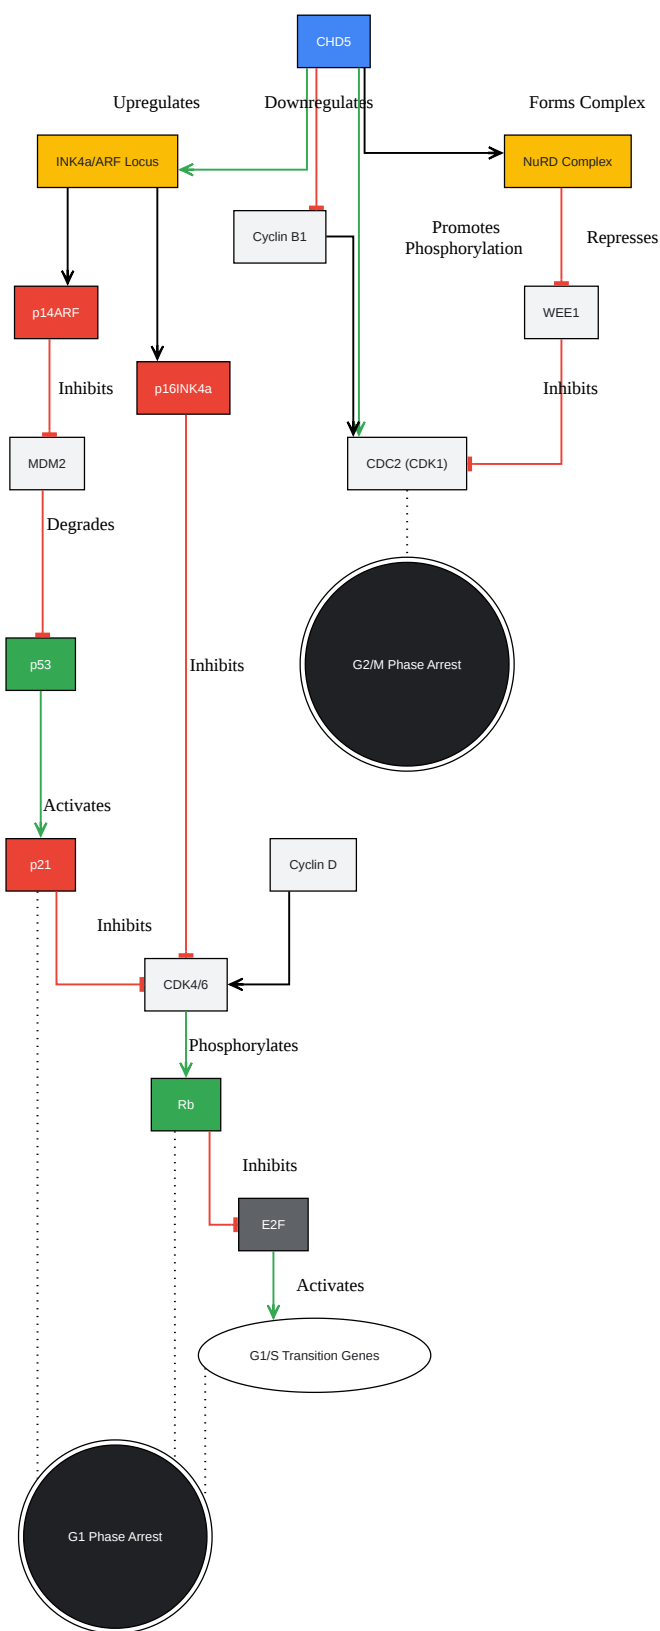 CHD5
Upregulates
Downregulates
Forms Complex
INK4a/ARF Locus
NuRD Complex
Cyclin B1
Promotes
Phosphorylation
Represses
p14ARF
WEE1
Inhibits
p16INK4a
Inhibits
MDM2
CDC2 (CDK1)
Degrades
p53
Inhibits
G2/M Phase Arrest
Activates
p21
Cyclin D
Inhibits
CDK4/6
Phosphorylates
Rb
Inhibits
E2F
Activates
G1/S Transition Genes
G1 Phase Arrest